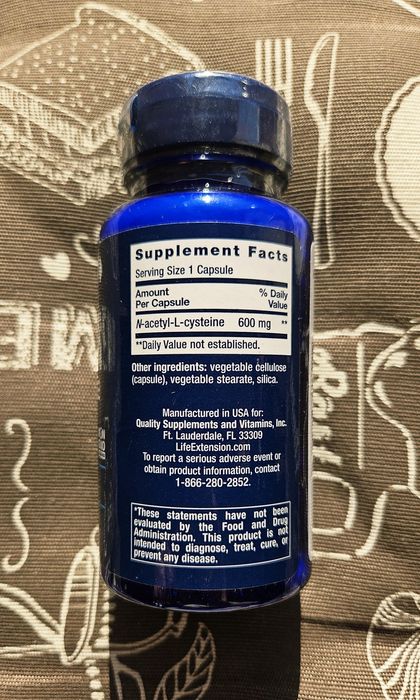 Supplement Facts
Serving Size 1 Capsule
Amount
Per Capsule
% Daily
Value
N-acetyl-L-cysteine 600 mg **
**Daily Value not established.
Other ingredients: vegetable cellulose
(capsule), vegetable stearate, silica.
Manufactured in USA for:
Quality Supplements and Vitamins, Inc.
Ft. Lauderdale, FL 33309
LifeExtension.com
To report a serious adverse event or
obtain product information, contact
1-866-280-2852.
*These statements have not been
evaluated by the Food and Drug
Administration. This product is not
intended to diagnose, treat, cure, or
prevent any disease.